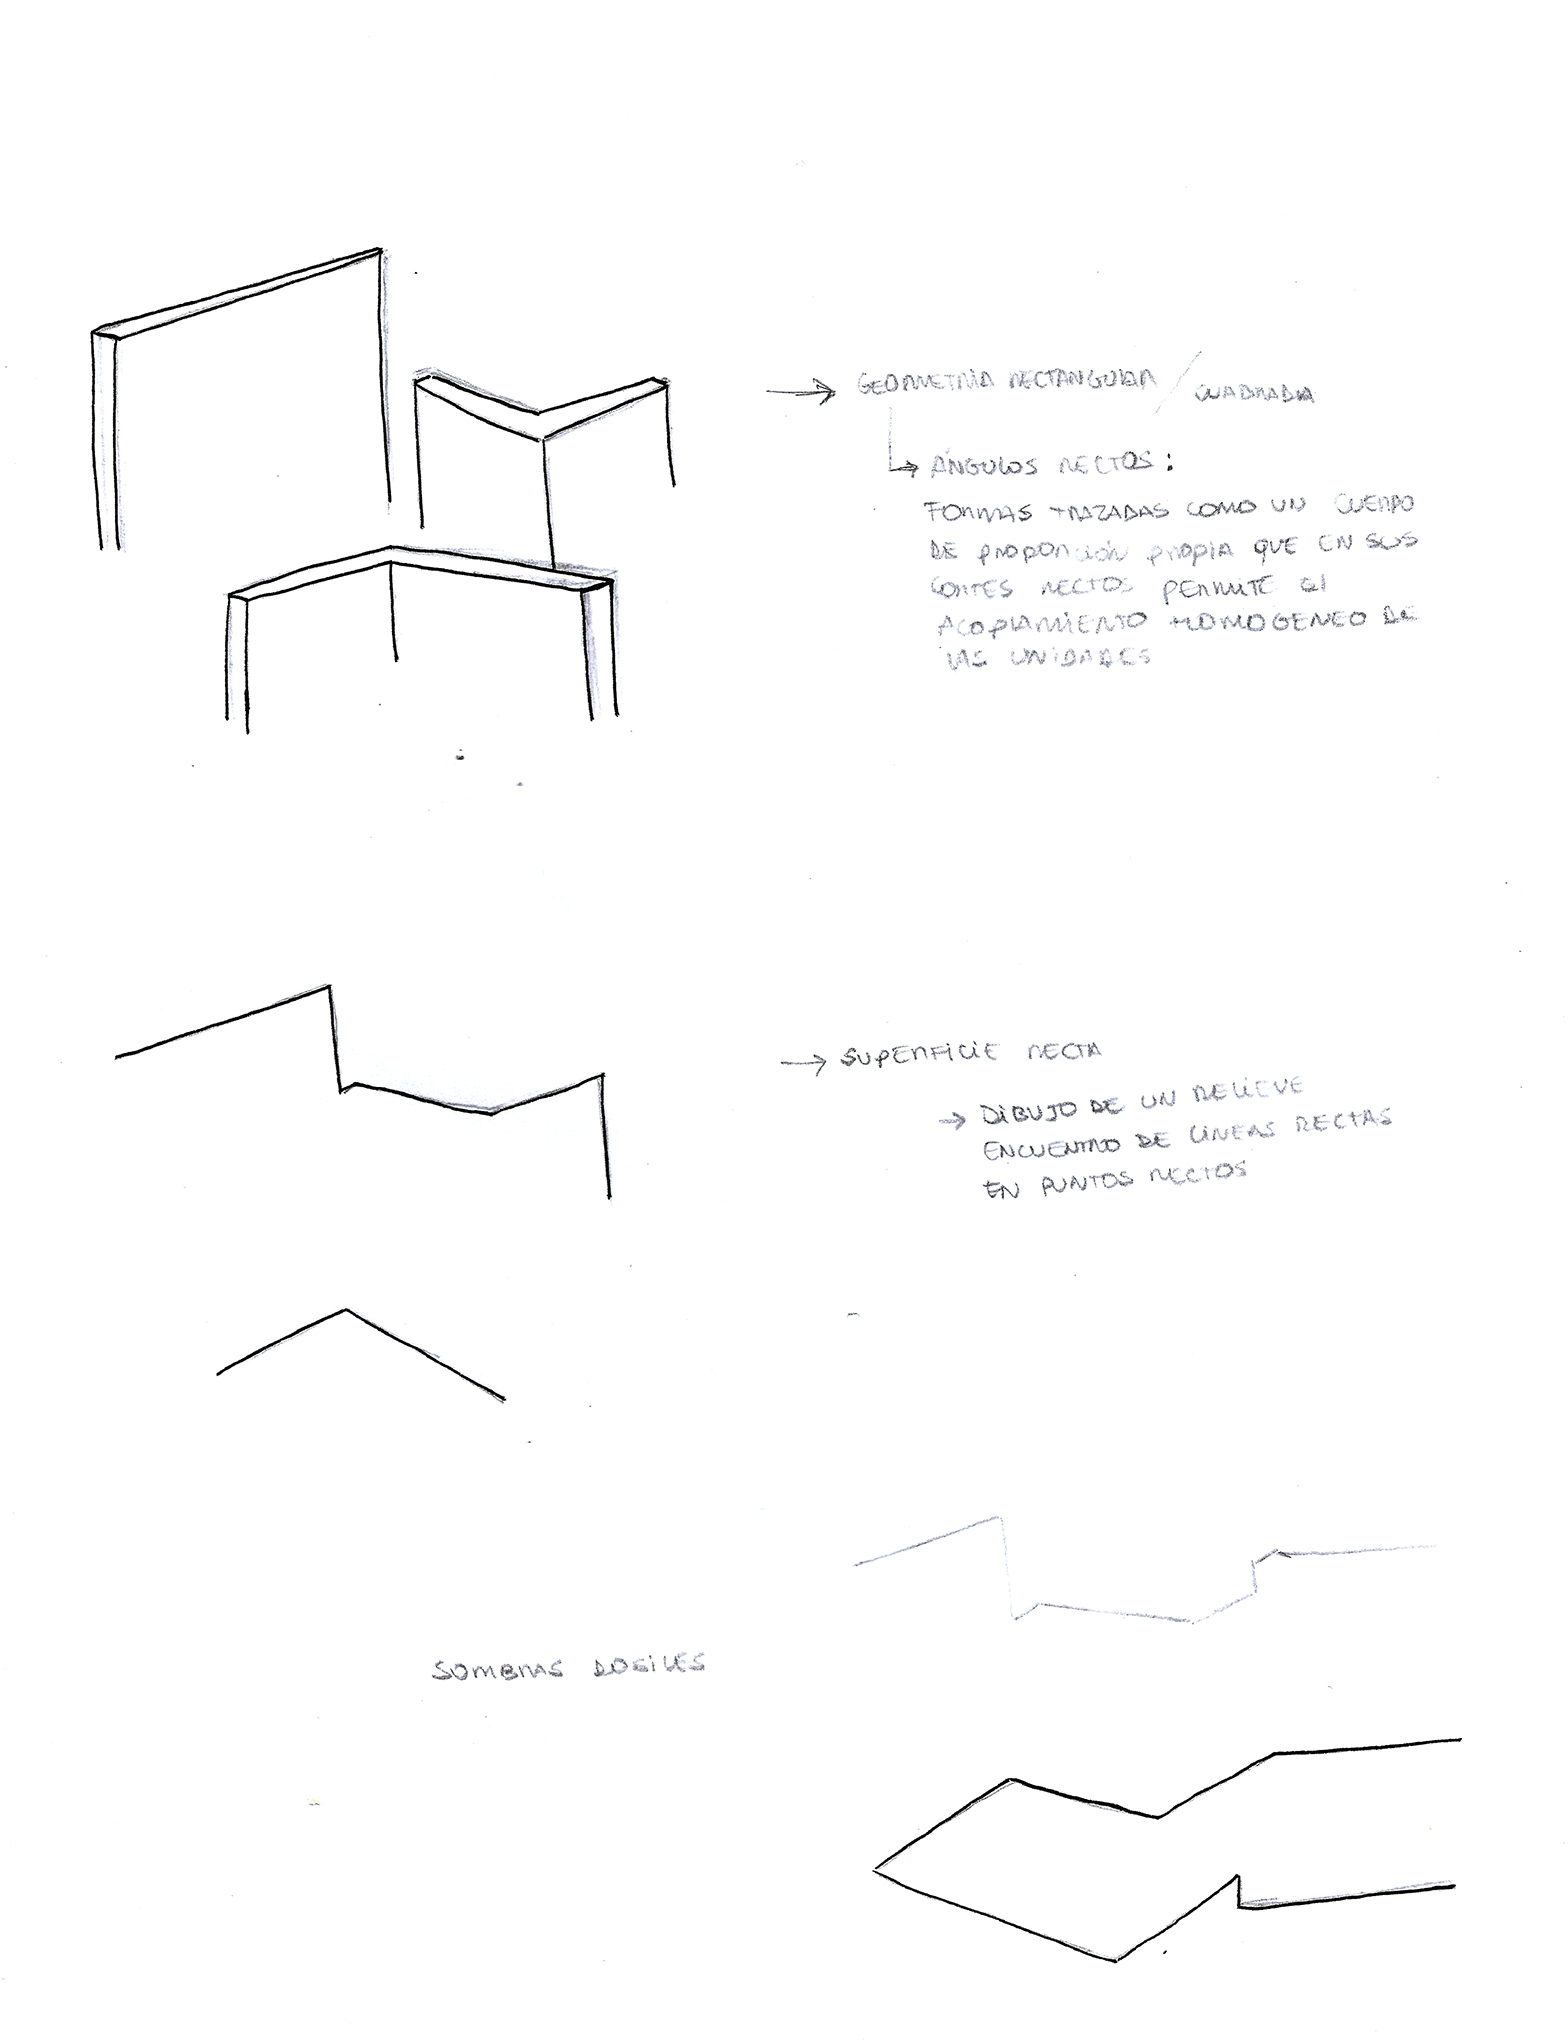 GEOMETRIA RECTANGULAR / CUADRADA
ÁNGULOS RECTOS:
FORMAS TRAZADAS COMO UN CUERPO
DE PROPORCIÓN PROPIA QUE EN SUS
CORTES RECTOS PERMITE El
ACOPlAMIENTO HOMOGENEO DE
lAS UNIDADES
SUPERFICIE RECTA
DIBUJO DE UN RELIEVE
ENCUENTRO DE LINEAS RECTAS
EN PUNTOS RECTOS
SOMBRAS DOCILES